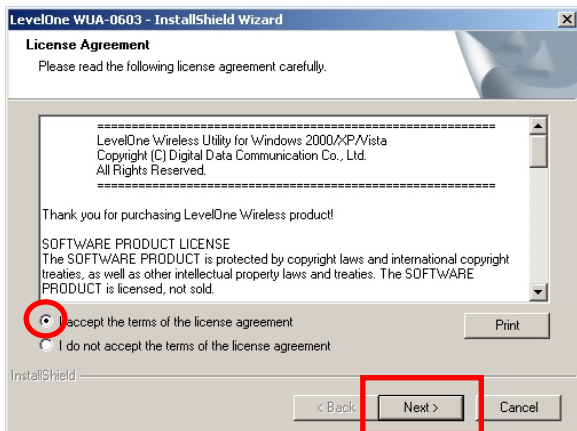 LevelOne WUA-0603 - InstallShield Wizard
License Agreement
Please read the following license agreement carefully.
============================================================
LevelOne Wireless Utility for Windows 2000/XP/Vista
Copyright (C) Digital Data Communication Co., Ltd.
All Rights Reserved.
============================================================
Thank you for purchasing LevelOne Wireless product!
SOFTWARE PRODUCT LICENSE
The SOFTWARE PRODUCT is protected by copyright laws and international copyright
treaties, as well as other intellectual property laws and treaties. The SOFTWARE
PRODUCT is licensed, not sold.
I accept the terms of the license agreement
Print
I do not accept the terms of the license agreement
InstallShield
< Back
Next >
Cancel